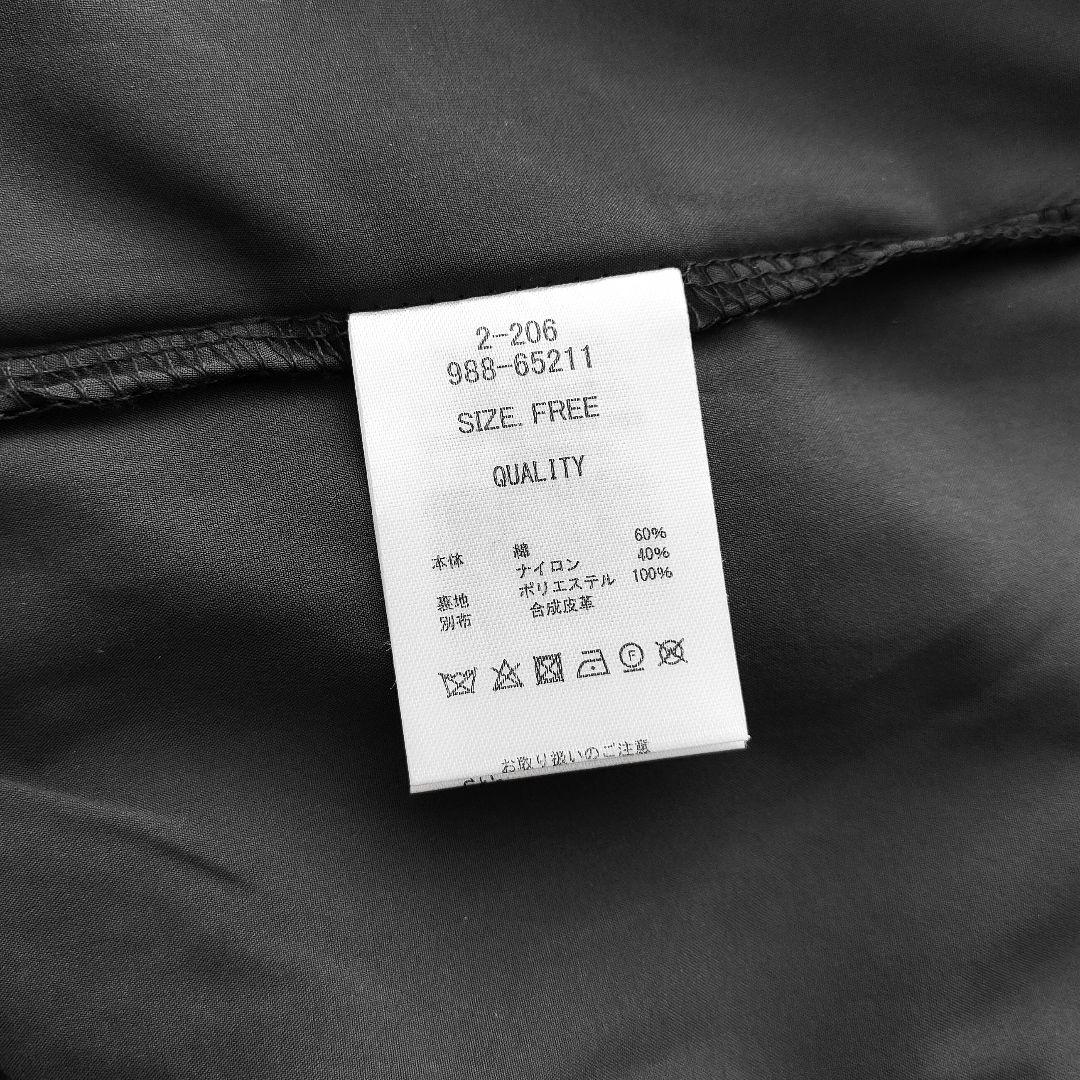 2-206
988-65211
SIZE. FREE
QUALITY
本体 綿 60%
ナイロン 40%
裏地 ポリエステル 100%
別布 合成皮革
F
お取り扱いのご注意